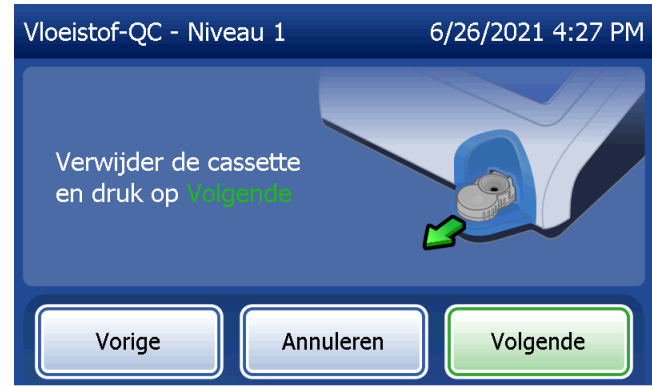 Vloeistof-QC - Niveau 1 6/26/2021 4:27 PM
Verwijder de cassette
en druk op Volgende
Vorige Annuleren Volgende